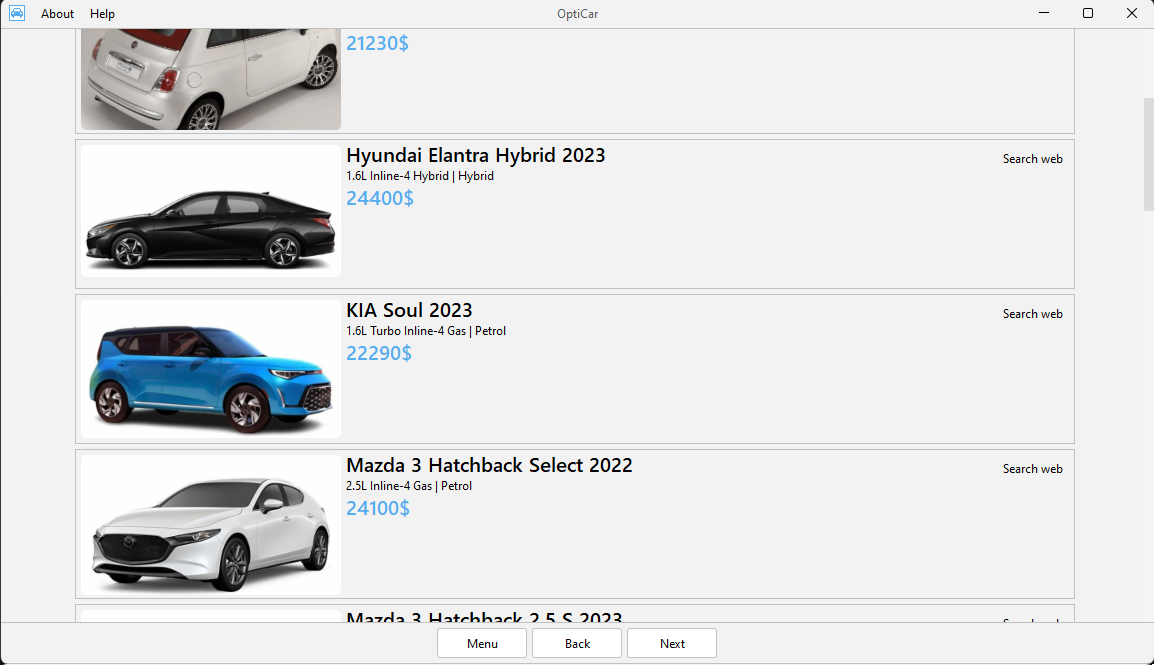 About Help OptiCar
21230$
Hyundai Elantra Hybrid 2023
Search web
1.6L Inline-4 Hybrid | Hybrid
24400$
KIA Soul 2023
Search web
1.6L Turbo Inline-4 Gas | Petrol
22290$
Mazda 3 Hatchback Select 2022
Search web
2.5L Inline-4 Gas | Petrol
24100$
Mazda 3 Hatchback 2.5 S 2023
Search web
Menu Back Next